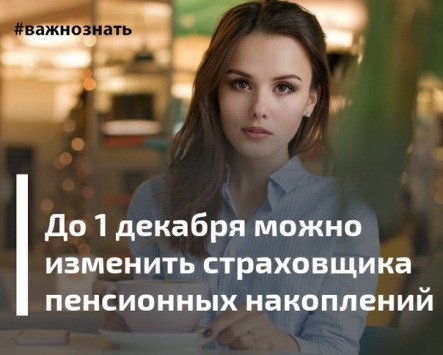 #важнознать
До 1 декабря можно
изменить страховщика
пенсионных накоплений